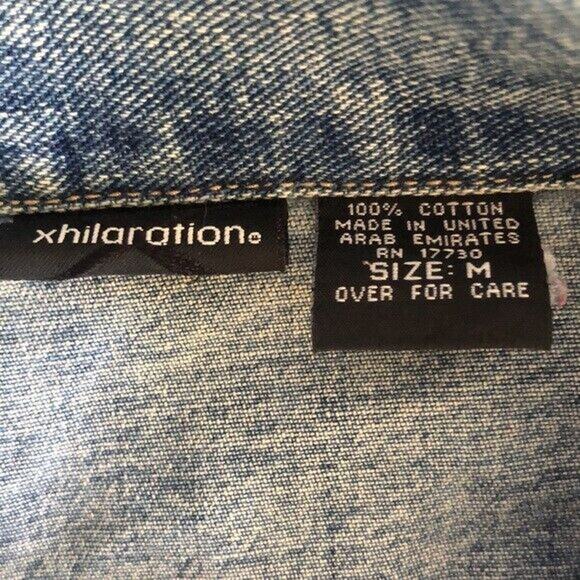 xhilaration®
100% COTTON
MADE IN UNITED
ARAB EMIRATES
RN 17730
SIZE: M
OVER FOR CARE